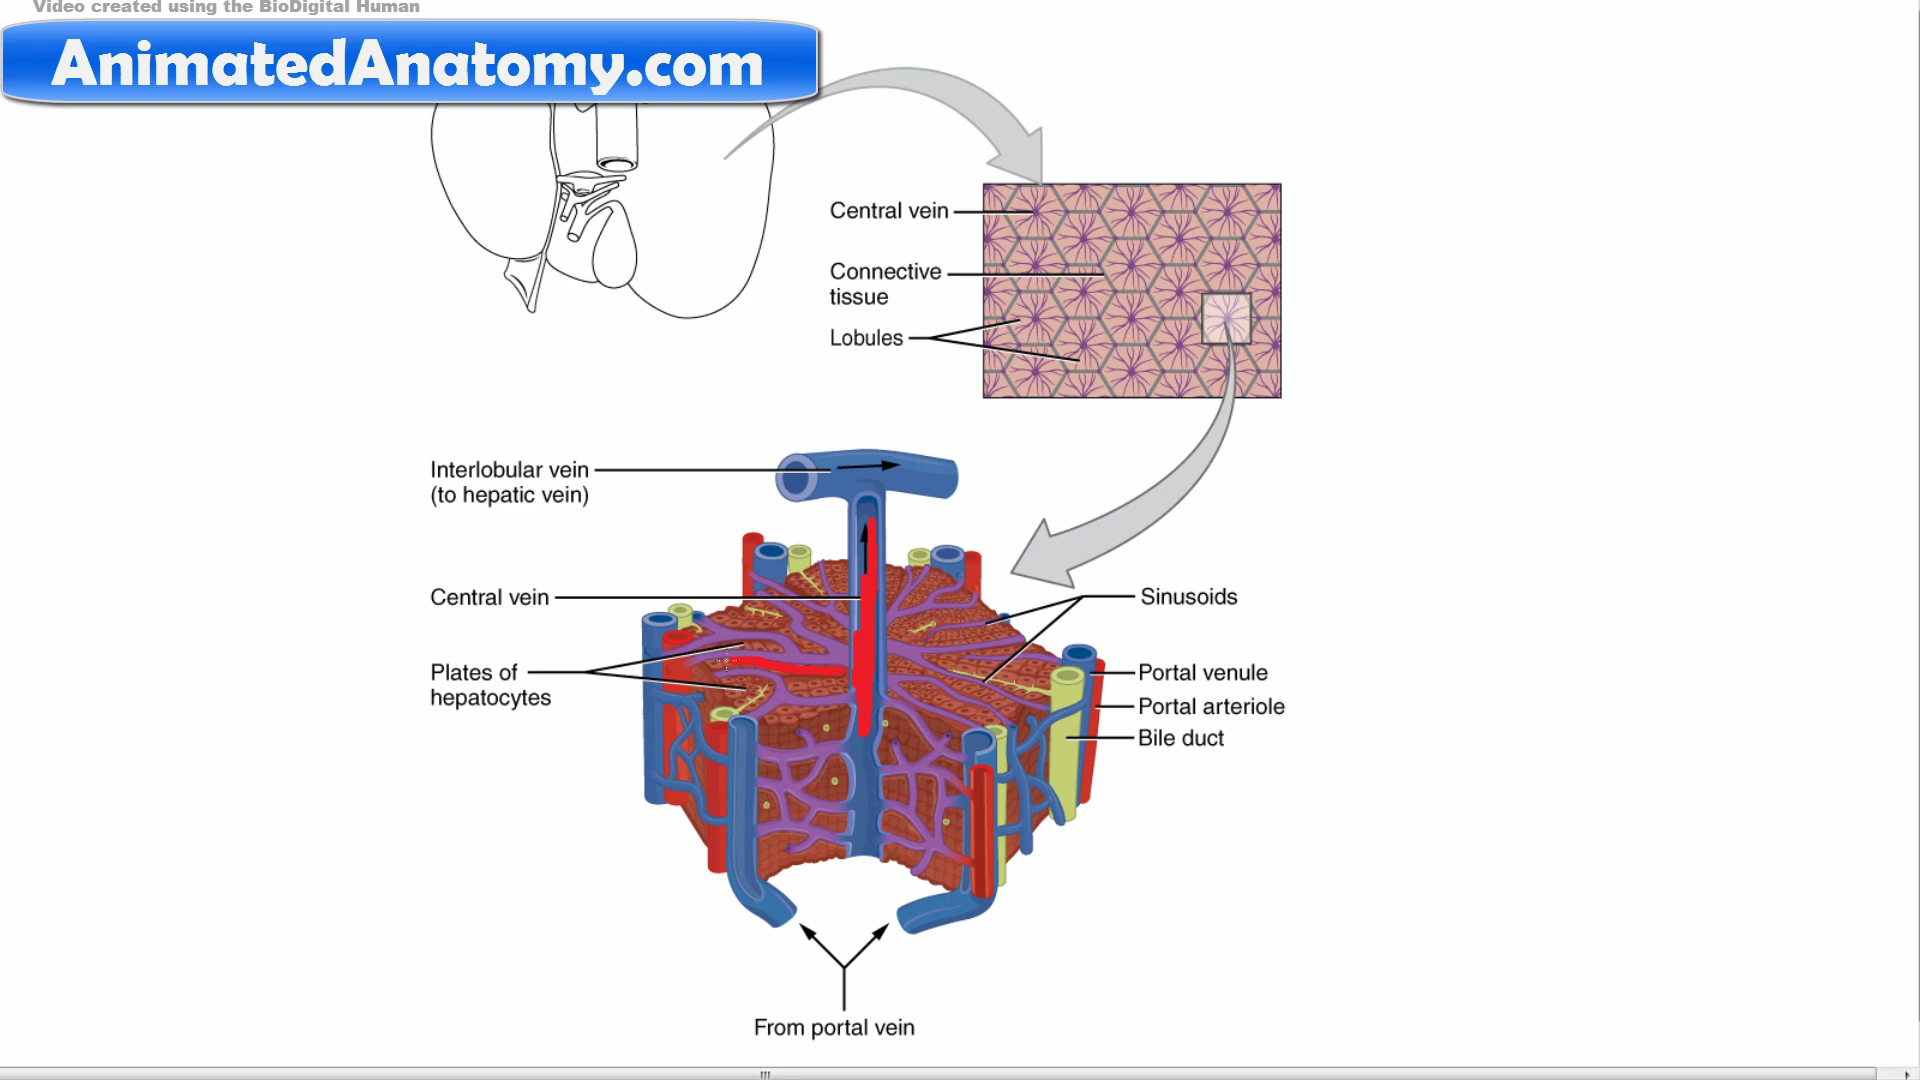 Video created using the BioDigital Human
AnimatedAnatomy.com
Central vein
Connective
tissue
Lobules
Interlobular vein
(to hepatic vein)
Central vein
Plates of
hepatocytes
Sinusoids
Portal venule
Portal arteriole
Bile duct
From portal vein